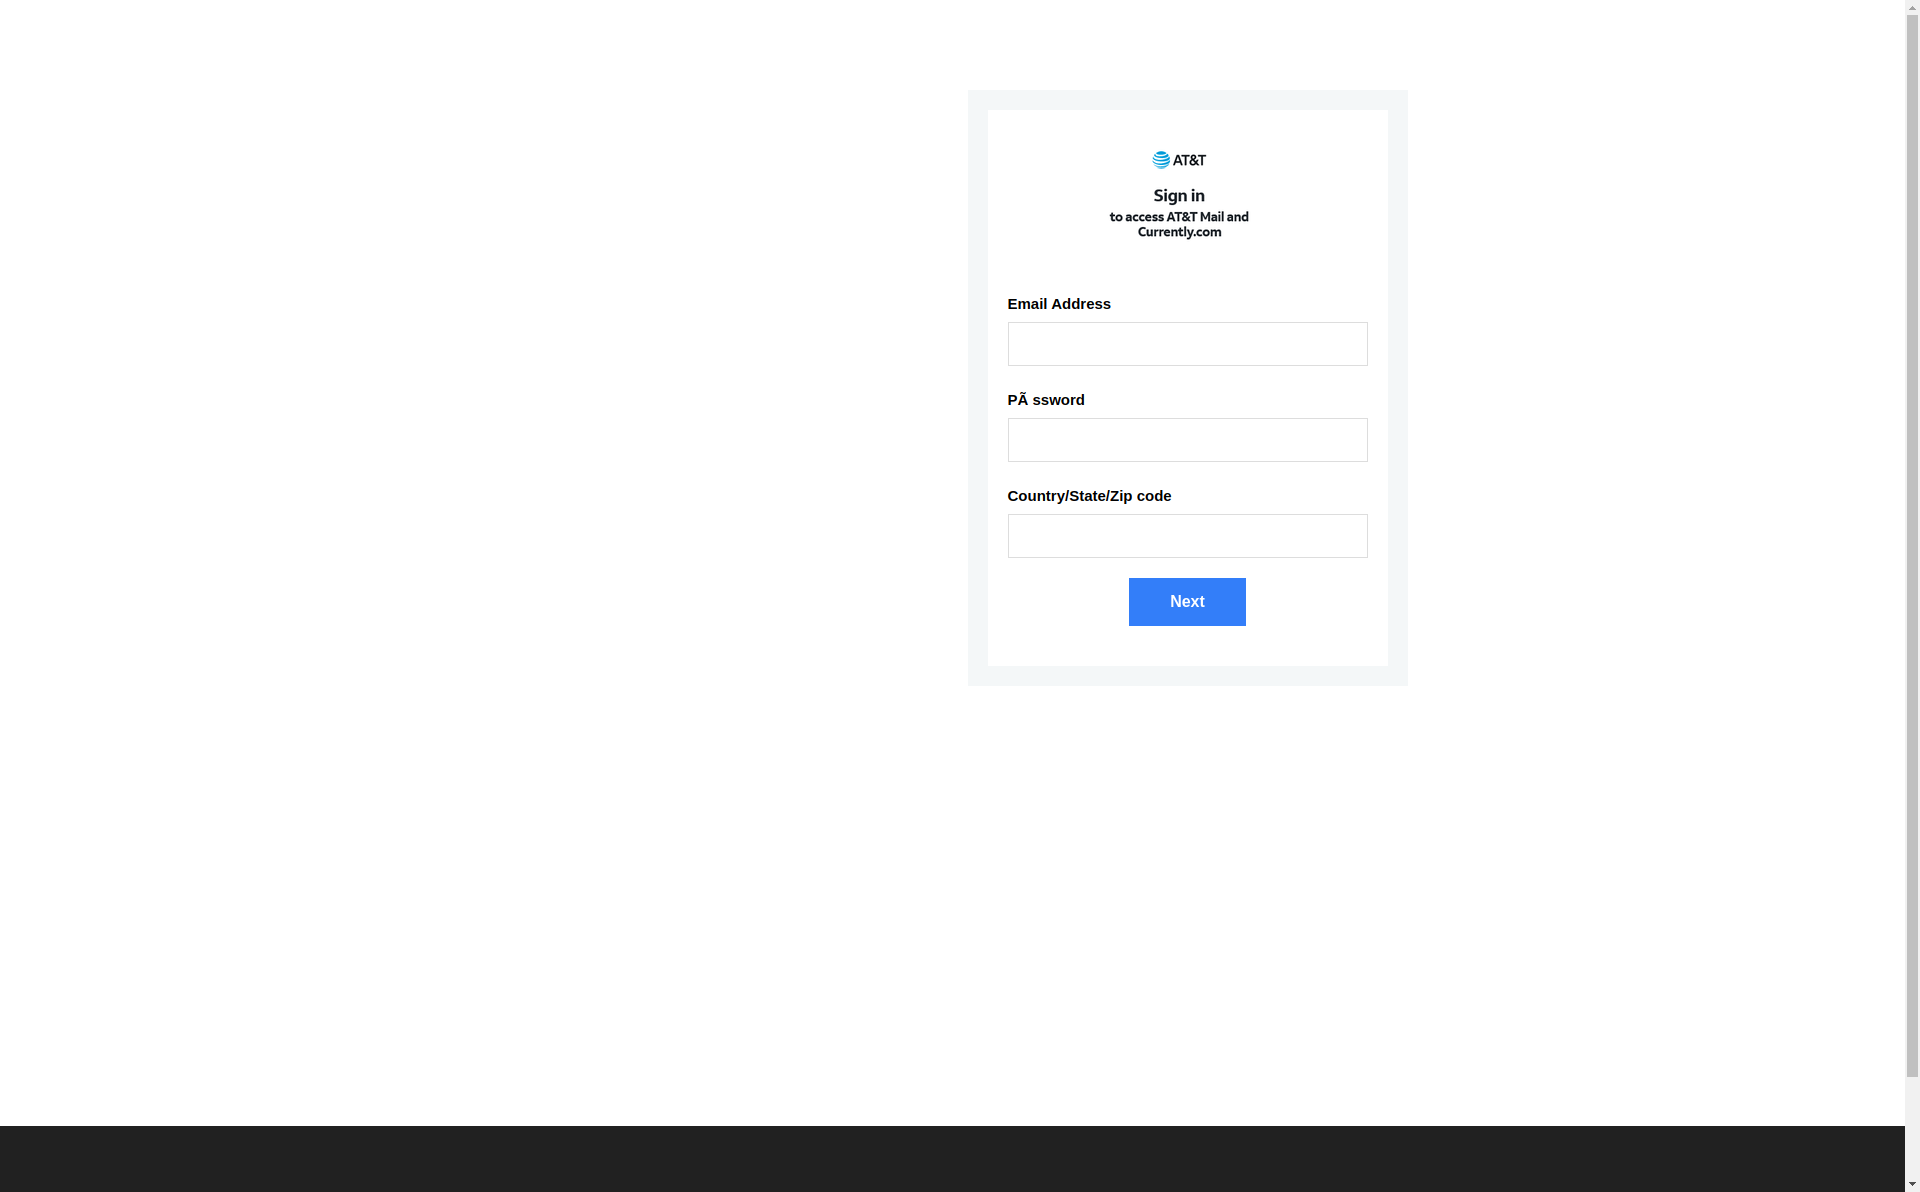 AT&T
Sign in
to access AT&T Mail and
Currently.com
Email Address
PÃ ssword
Country/State/Zip code
Next